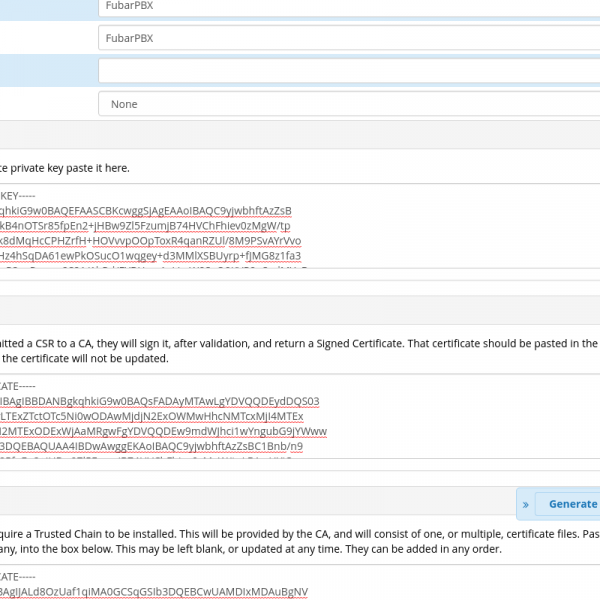 FubarPBX
FubarPBX
None
te private key paste it here.
KEY-----
qhkiG9w0BAQEFAASCBKcwggSjAgEAAoIBAQC9yjwbhftAzZsB
kB4nOTSr85fpEn2+jHBw9Zl5FzumjB74HVChFhIev0zMgW/tp
k8dMqHcCPHZrfH+HOVvvpOOpToxR4qanRZUl/8M9PSvAYrVvo
Hz4hSqDA61ewPkOSucO1wqgey+d3MMlXSBUyrp+fJMG8z1fa3
itted a CSR to a CA, they will sign it, after validation, and return a Signed Certificate. That certificate should be pasted in the
the certificate will not be updated.
CATE-----
IBAgIBBDANBgkqhkiG9w0BAQsFADAyMTAwLgYDVQQDEydDQS03
LTExZTctOTc5Ni0wODAwMjdjN2ExOWMwHhcNMTcxMjI4MTEx
I2MTExODExWjAaMRgwFgYDVQQDEw9mdWJhci1wYngubG9jYWww
3DQEBAQUAA4IBDwAwggEKAoIBAQC9yjwbhftAzZsBC1Bnb/n9
» Generate
quire a Trusted Chain to be installed. This will be provided by the CA, and will consist of one, or multiple, certificate files. Pas
any, into the box below. This may be left blank, or updated at any time. They can be added in any order.
CATE-----
BAgIJALd8OzUaf1qiMA0GCSqGSIb3DQEBCwUAMDIxMDAuBgNV